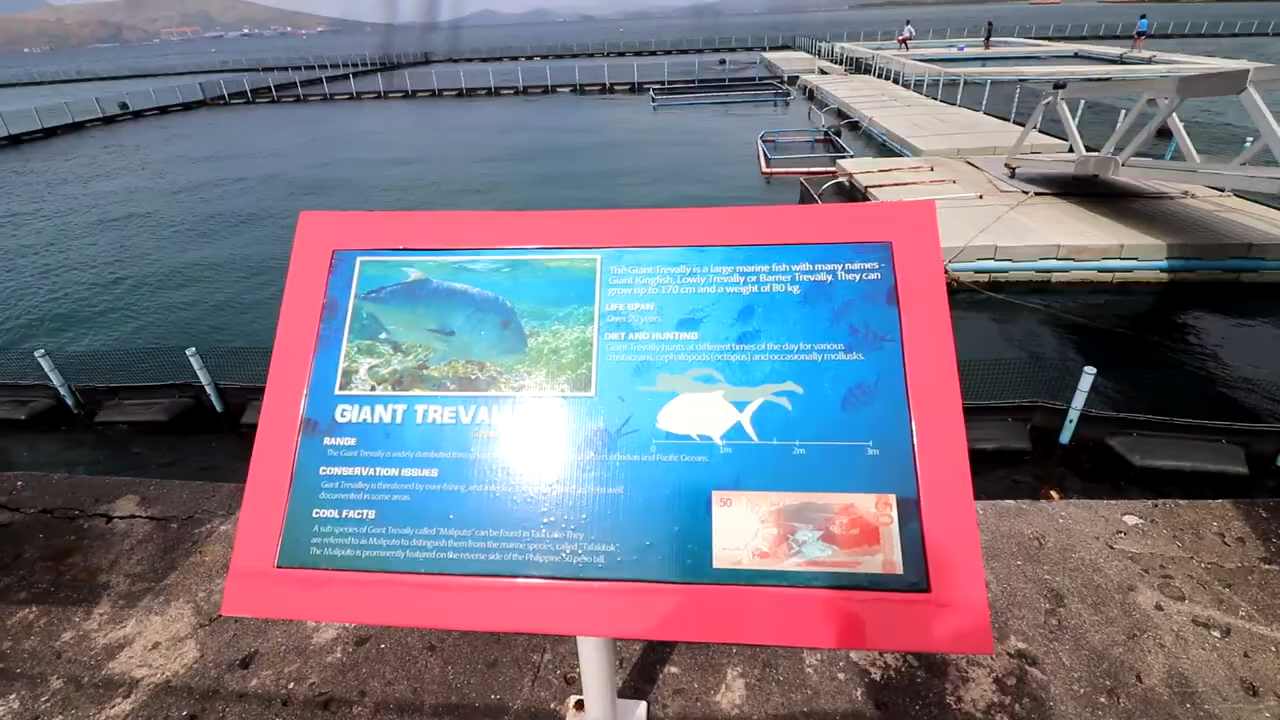 The Giant Trevally is a large marine fish with many names -
Giant Kingfish, Lowly Trevally or Barrier Trevally. They can
grow up to 170 cm and a weight of 80 kg.
LIFE SPAN
Over 20 years
DIET AND HUNTING
Giant Trevally hunts at different times of the day for various
crustaceans, cephalopods (octopus) and occasionally mollusks.
0 1m 2m 3m
GIANT
RANGE
The Giant Trevally is widely distributed of Indian and Pacific Oceans.
CONSERVATION ISSUES
Giant Trevalley is threatened by over-fishing, and a well
documented in some areas.
COOL FACTS
A sub species of Giant Trevally called "Maliputo" can be found in Taal Lake. They
are referred to as Maliputo to distinguish them from the marine species, called "Talakitok".
The Maliputo is prominently featured on the reverse side of the Philippine 50 peso bill.
50
50